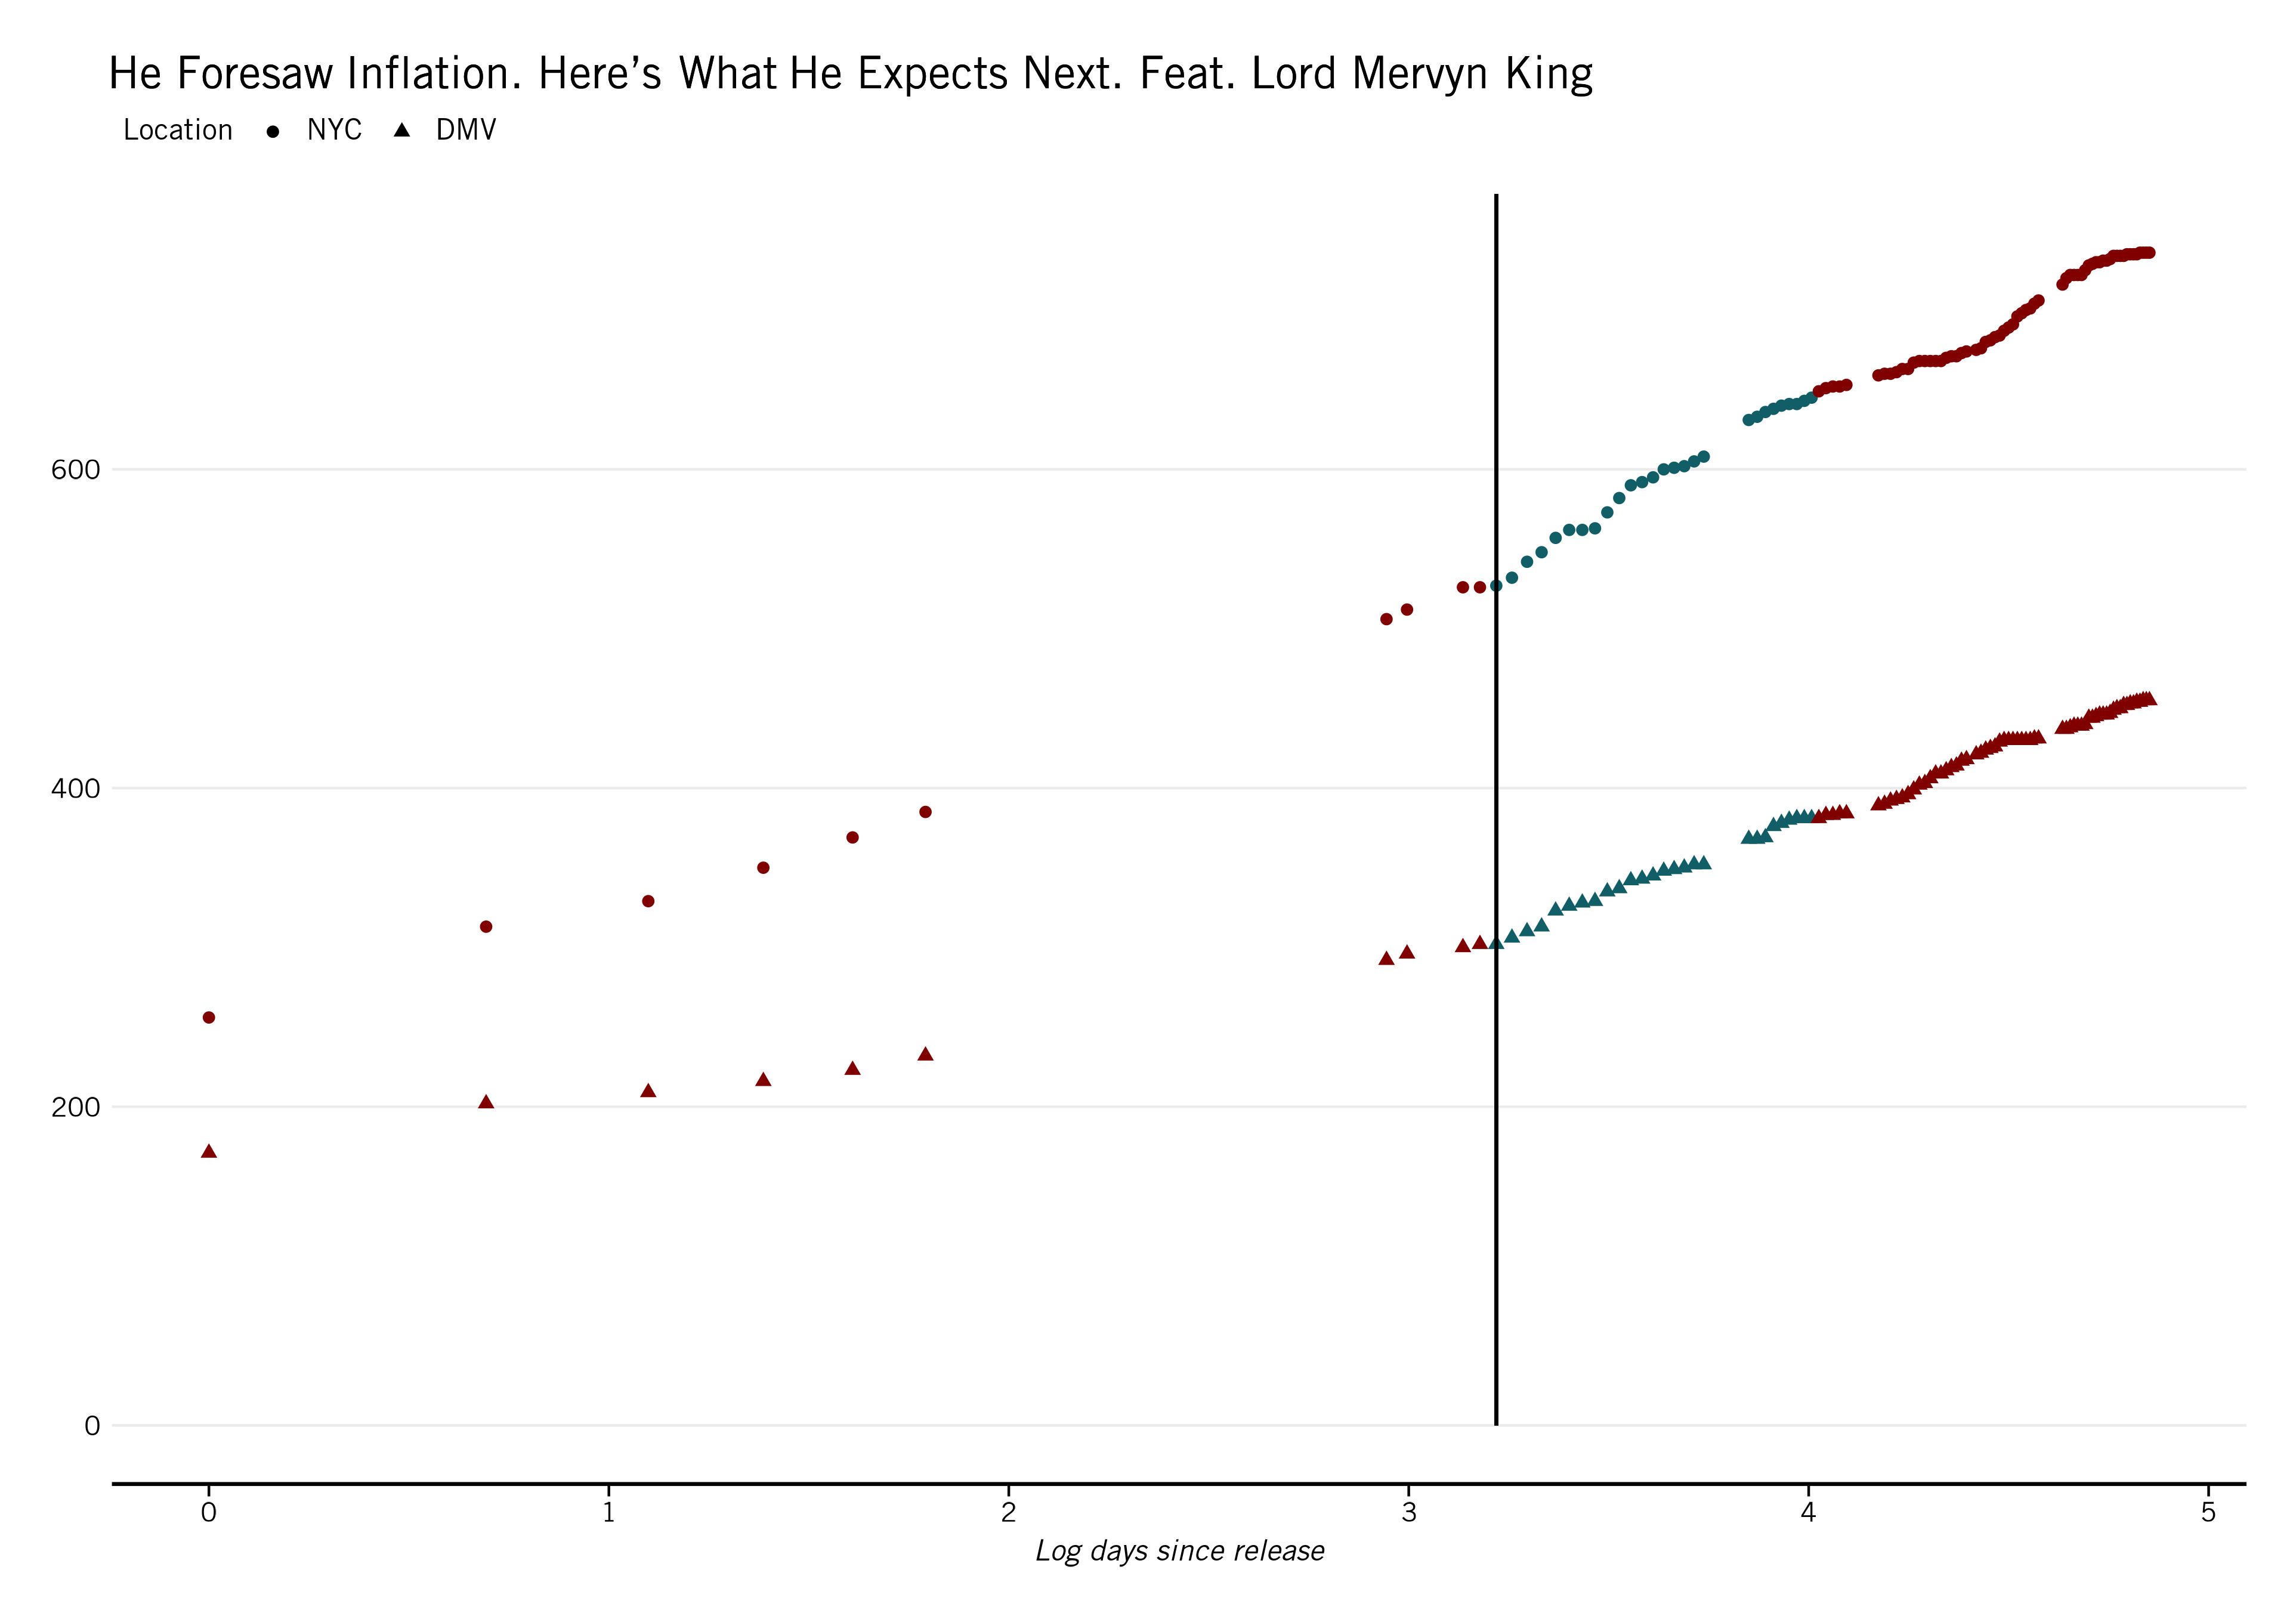 He Foresaw Inflation. Here’s What He Expects Next. Feat. Lord Mervyn King
Location NYC DMV
600
400
200
0
0 1 2 3 4 5
Log days since release